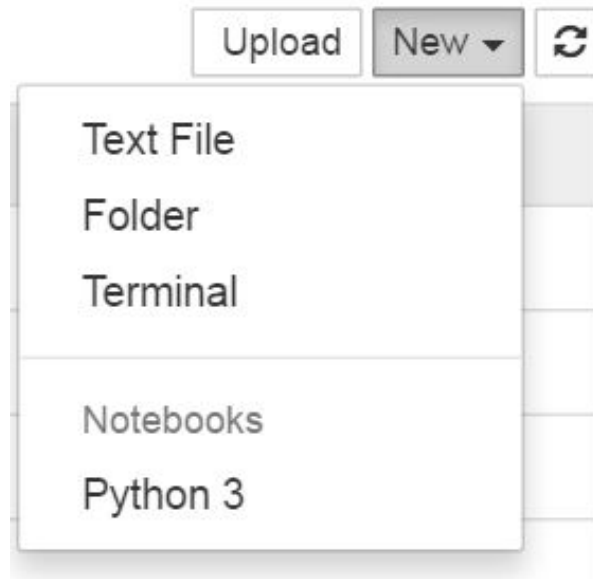 Upload New
Text File
Folder
Terminal
Notebooks
Python 3